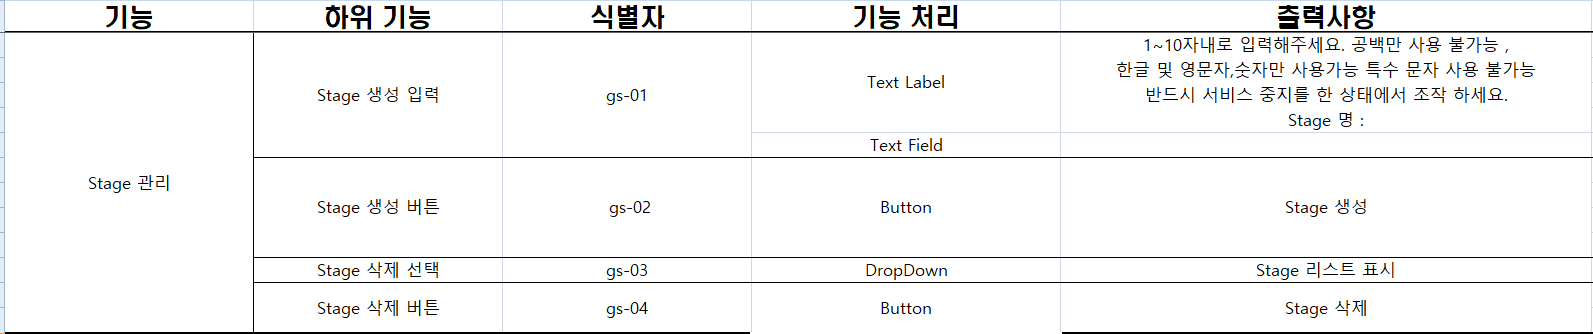 기능 하위 기능 식별자 기능 처리 출력사항
1~10자내로 입력해주세요. 공백만 사용 불가능 ,
한글 및 영문자,숫자만 사용가능 특수 문자 사용 불가능
Stage 생성 입력 gs-01 Text Label
반드시 서비스 중지를 한 상태에서 조작 하세요.
Stage 명 :
Text Field
Stage 관리
Stage 생성 버튼 gs-02 Button Stage 생성
Stage 삭제 선택 gs-03 DropDown Stage 리스트 표시
Stage 삭제 버튼 gs-04 Button Stage 삭제